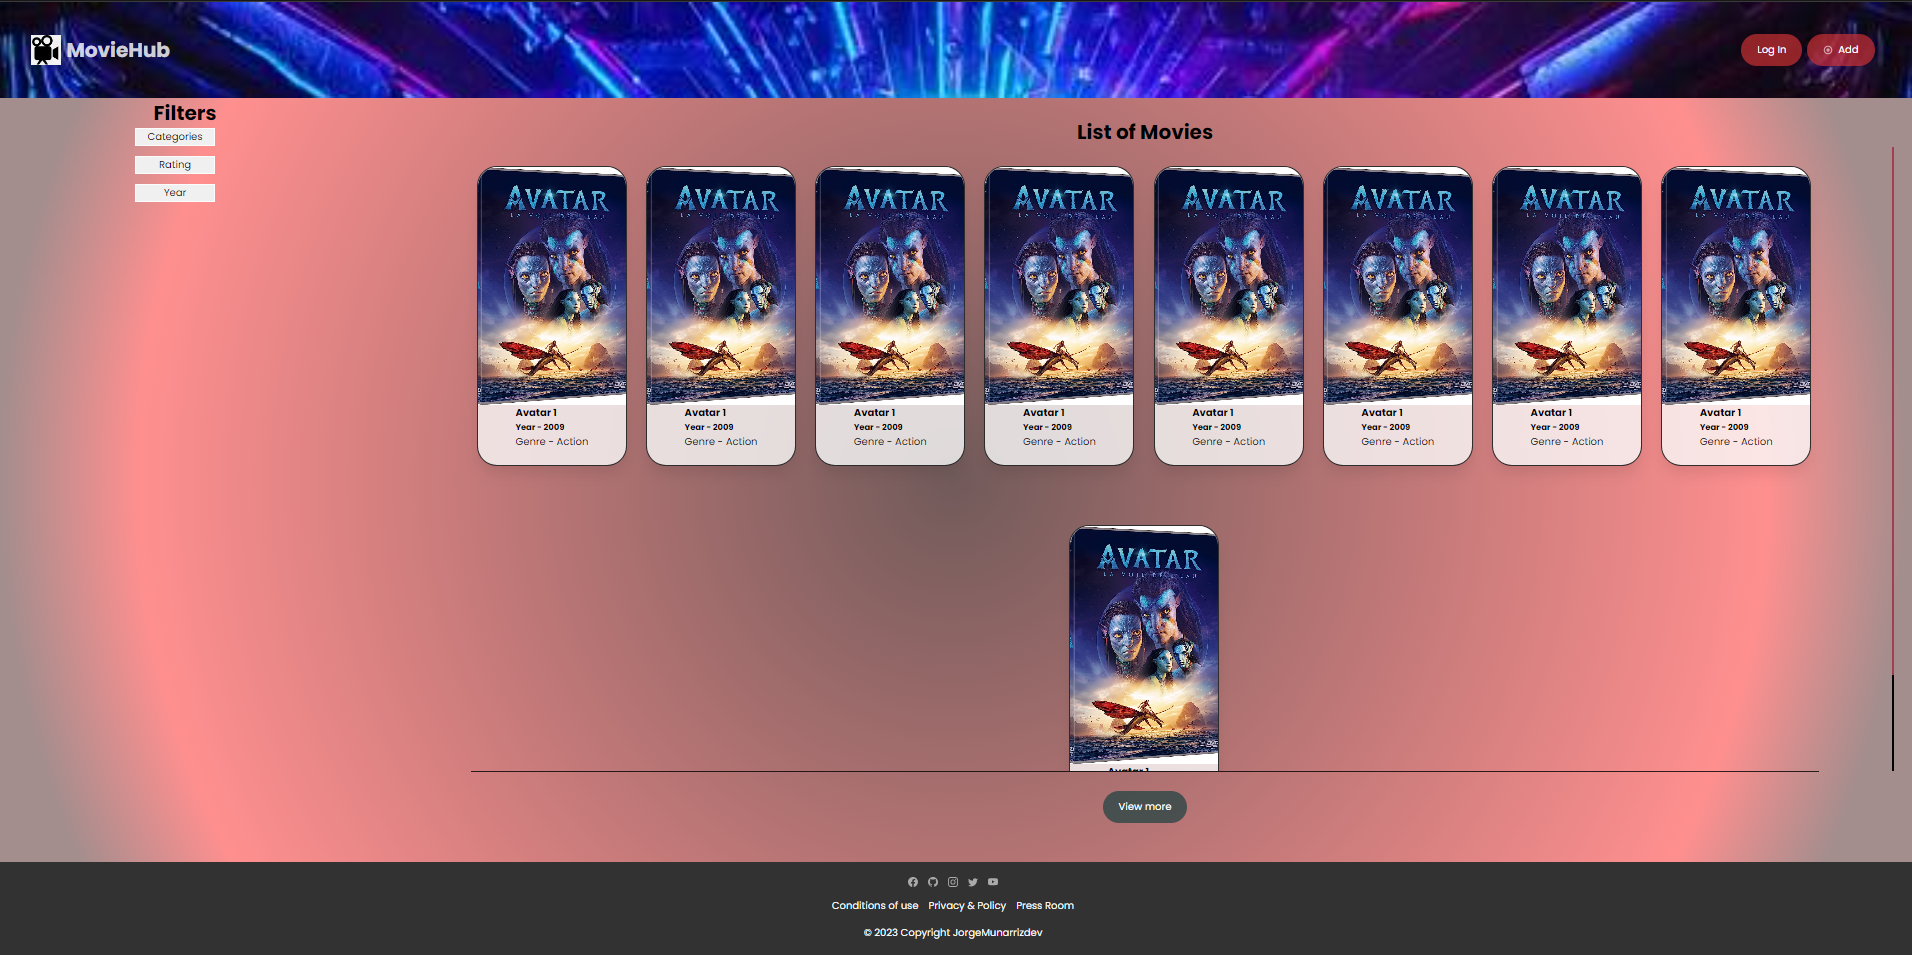 MovieHub
Log In
Add
Filters
Categories
Rating
Year
List of Movies
AVATAR
AVATAR
AVATAR
AVATAR
AVATAR
AVATAR
AVATAR
AVATAR
Avatar 1
Year - 2009
Genre - Action
Avatar 1
Year - 2009
Genre - Action
Avatar 1
Year - 2009
Genre - Action
Avatar 1
Year - 2009
Genre - Action
Avatar 1
Year - 2009
Genre - Action
Avatar 1
Year - 2009
Genre - Action
Avatar 1
Year - 2009
Genre - Action
Avatar 1
Year - 2009
Genre - Action
AVATAR
Avatar 1
View more
Conditions of use Privacy & Policy Press Room
© 2023 Copyright JorgeMunarrizdev